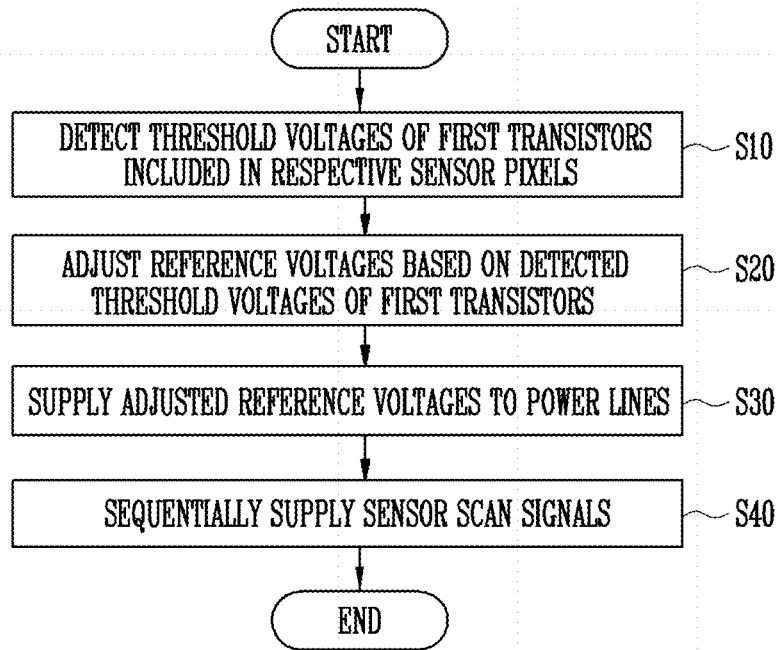 START
DETECT THRESHOLD VOLTAGES OF FIRST TRANSISTORS
INCLUDED IN RESPECTIVE SENSOR PIXELS
S10
ADJUST REFERENCE VOLTAGES BASED ON DETECTED
THRESHOLD VOLTAGES OF FIRST TRANSISTORS
S20
SUPPLY ADJUSTED REFERENCE VOLTAGES TO POWER LINES
S30
SEQUENTIALLY SUPPLY SENSOR SCAN SIGNALS
S40
END